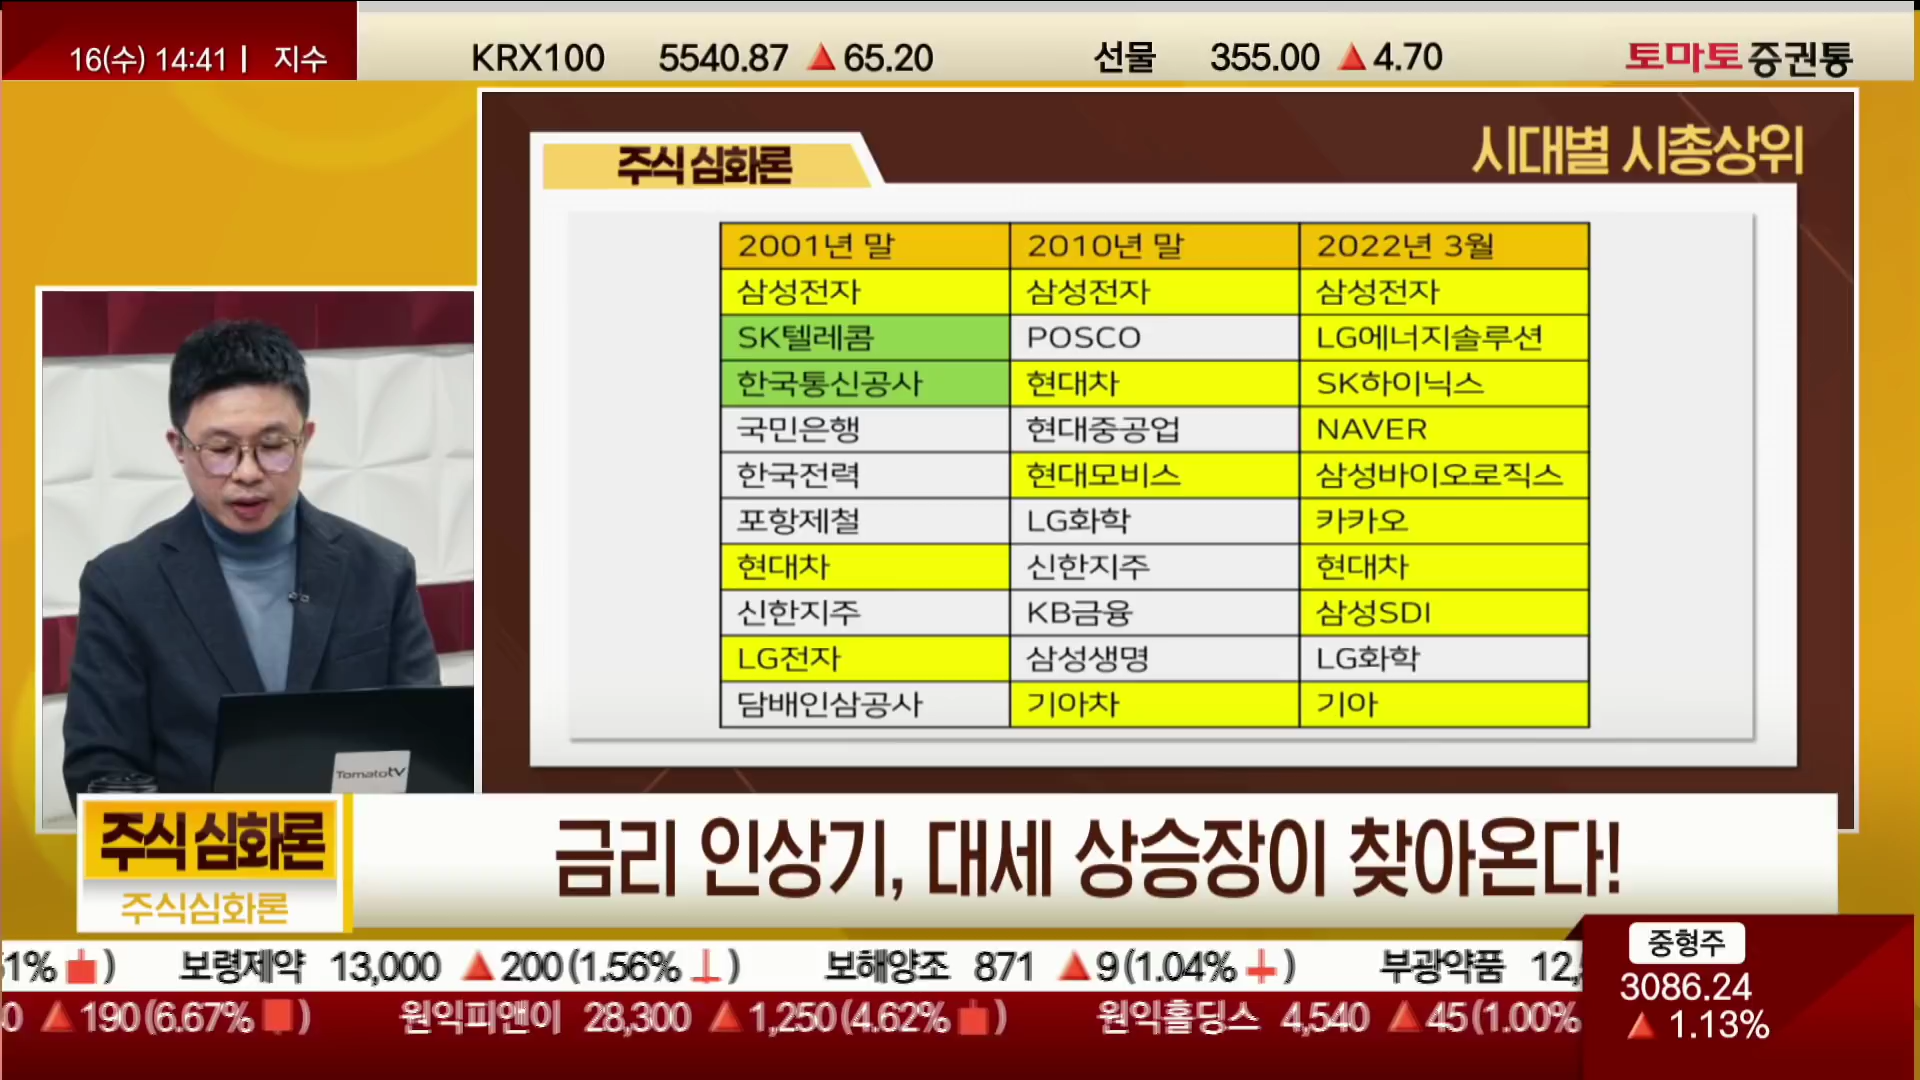 16(수) 14:41 | 지수 KRX100 5540.87 ▲ 65.20 선물 355.00 ▲ 4.70 토마토증권통
시대별 시총상위
주식 심화론
2001년 말 2010년 말 2022년 3월
삼성전자 삼성전자 삼성전자
SK텔레콤 POSCO LG에너지솔루션
한국통신공사 현대차 SK하이닉스
국민은행 현대중공업 NAVER
한국전력 현대모비스 삼성바이오로직스
포항제철 LG화학 카카오
현대차 신한지주 현대차
신한지주 KB금융 삼성SDI
LG전자 삼성생명 LG화학
담배인삼공사 기아차 기아
TomatoTV
주식 심화론
주식심화론
금리 인상기, 대세 상승장이 찾아온다!
1% ) 보령제약 13,000 ▲ 200 (1.56% ) 보해양조 871 ▲ 9 (1.04% ) 부광약품
0 ▲ 190 (6.67% ) 원익피앤이 28,300 ▲ 1,250 (4.62% ) 원익홀딩스 4,540 ▲ 45 (1.00%
중형주
3086.24
▲ 1.13%